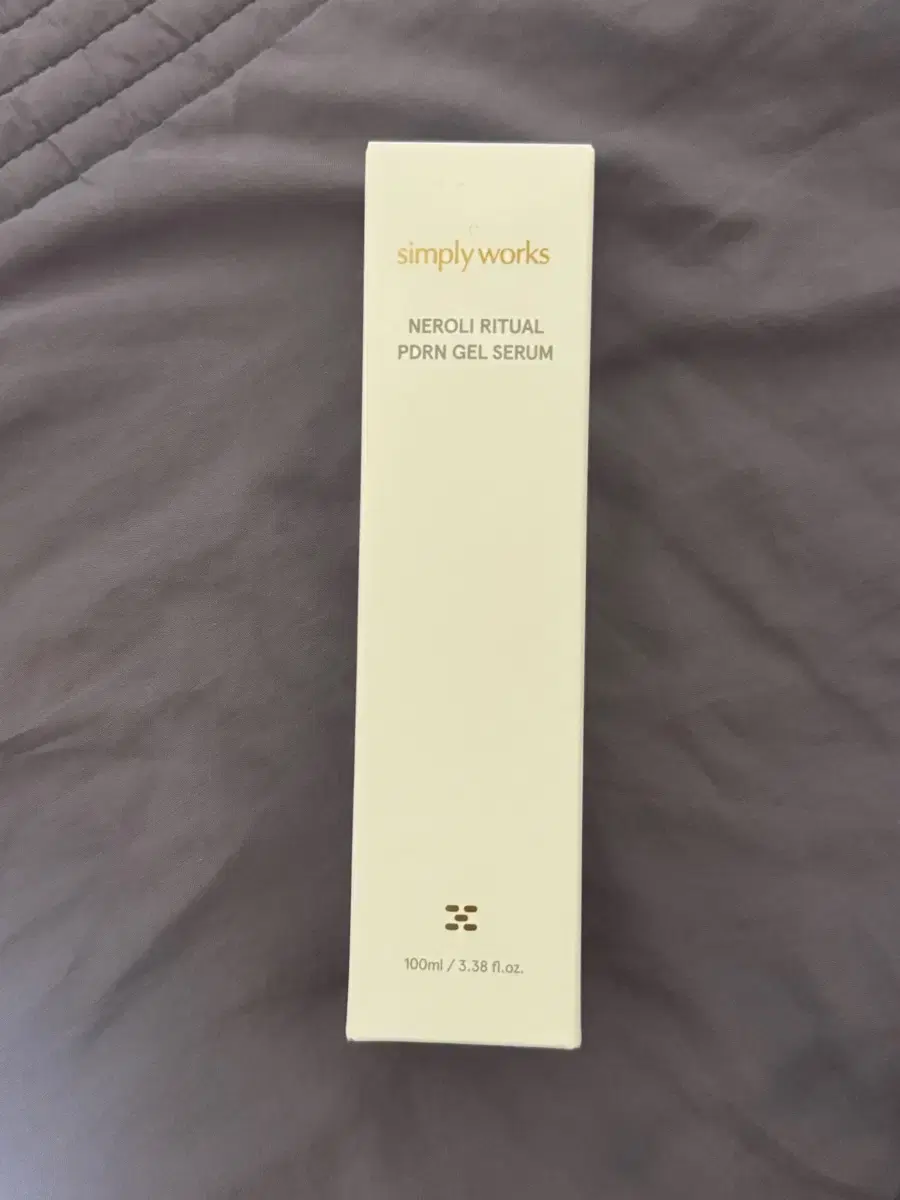 simply works
NEROLI RITUAL
PDRN GEL SERUM
100ml / 3.38 fl.oz.